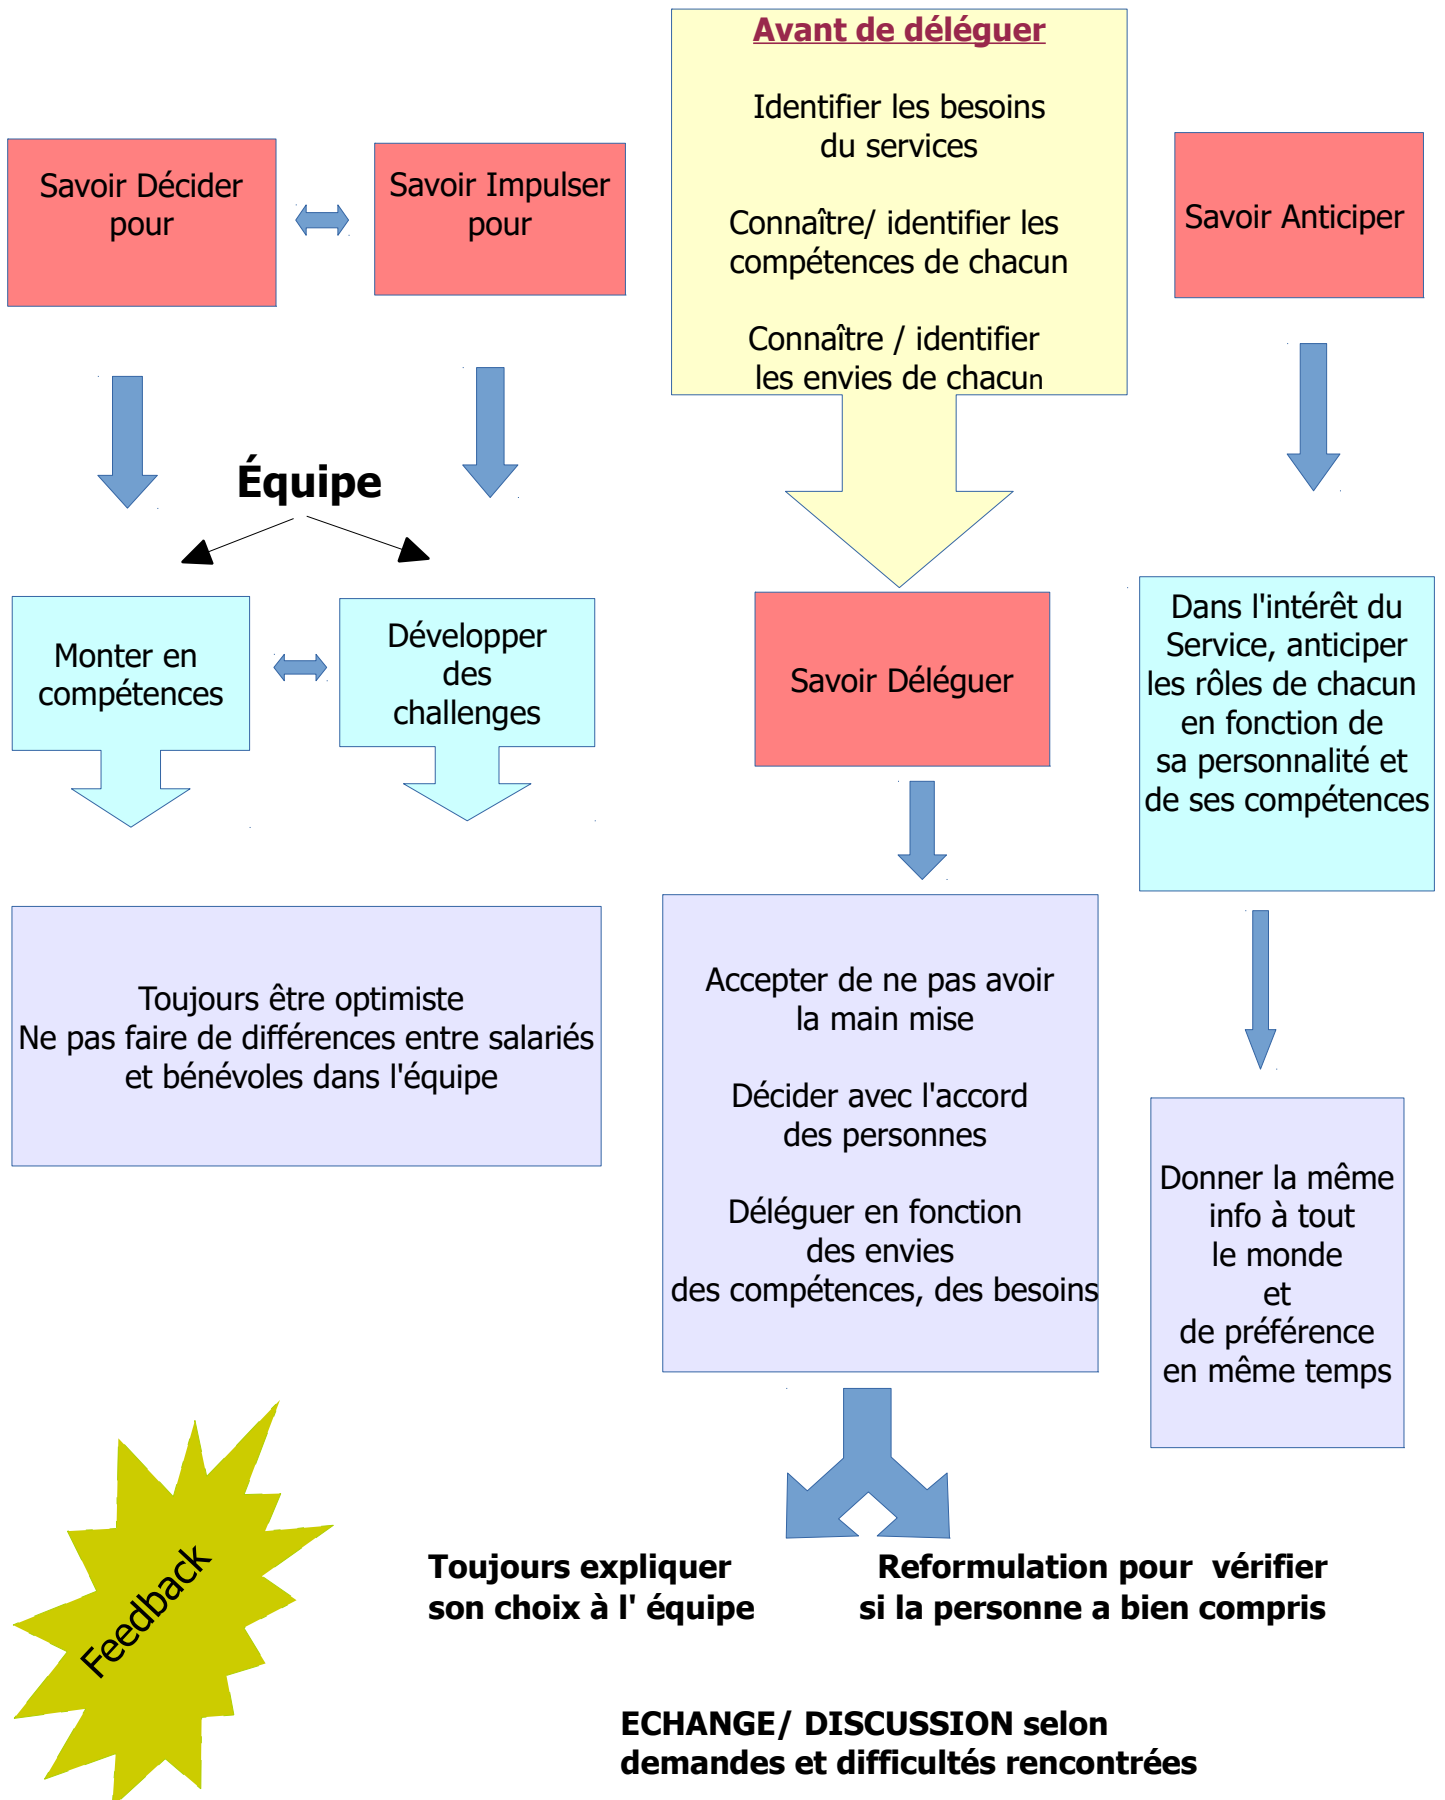 Avant de déléguer
Identifier les besoins
du services
Connaître/ identifier les
compétences de chacun
Connaître / identifier
les envies de chacun
Savoir Décider
pour
Savoir Impulser
pour
Savoir Anticiper
Équipe
Monter en
compétences
Développer
des
challenges
Savoir Déléguer
Dans l'intérêt du
Service, anticiper
les rôles de chacun
en fonction de
sa personnalité et
de ses compétences
Toujours être optimiste
Ne pas faire de différences entre salariés
et bénévoles dans l'équipe
Accepter de ne pas avoir
la main mise
Décider avec l'accord
des personnes
Déléguer en fonction
des envies
des compétences, des besoins
Donner la même
info à tout
le monde
et
de préférence
en même temps
Feedback
Toujours expliquer
son choix à l' équipe
Reformulation pour  vérifier
si la personne a bien compris
ECHANGE/ DISCUSSION selon
demandes et difficultés rencontrées